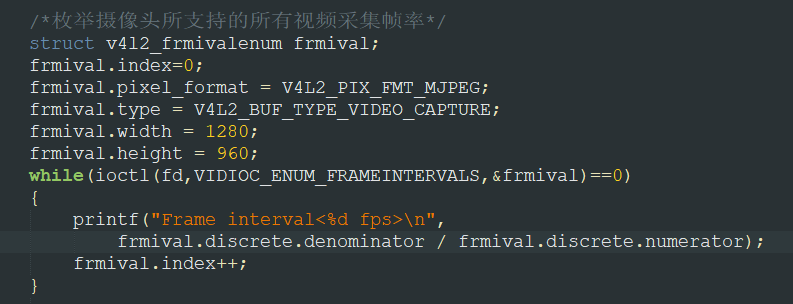 /*枚举摄像头所支持的所有视频采集帧率*/
struct v4l2_frmivalenum frmival;
frmival.index=0;
frmival.pixel_format = V4L2_PIX_FMT_MJPEG;
frmival.type = V4L2_BUF_TYPE_VIDEO_CAPTURE;
frmival.width = 1280;
frmival.height = 960;
while(ioctl(fd,VIDIOC_ENUM_FRAMEINTERVALS,&frmival)==0)
{
    printf("Frame interval<%d fps>\n",
        frmival.discrete.denominator / frmival.discrete.numerator);
    frmival.index++;
}